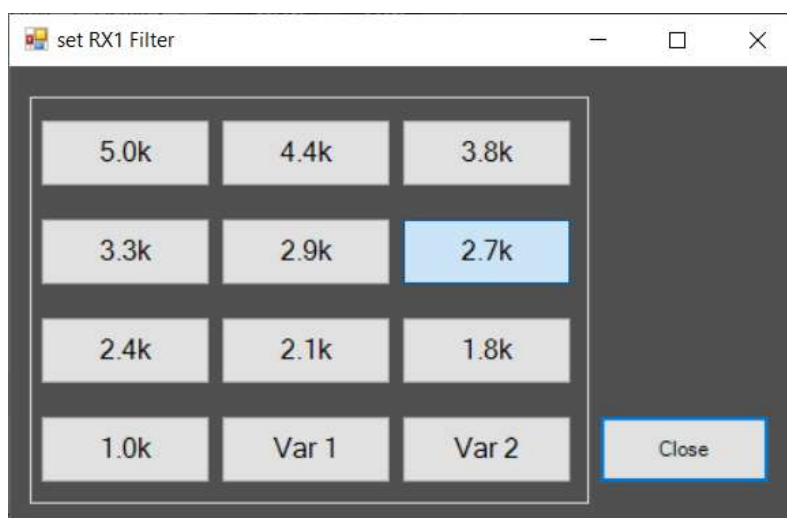 set RX1 Filter
5.0k 4.4k 3.8k
3.3k 2.9k 2.7k
2.4k 2.1k 1.8k
1.0k Var 1 Var 2 Close